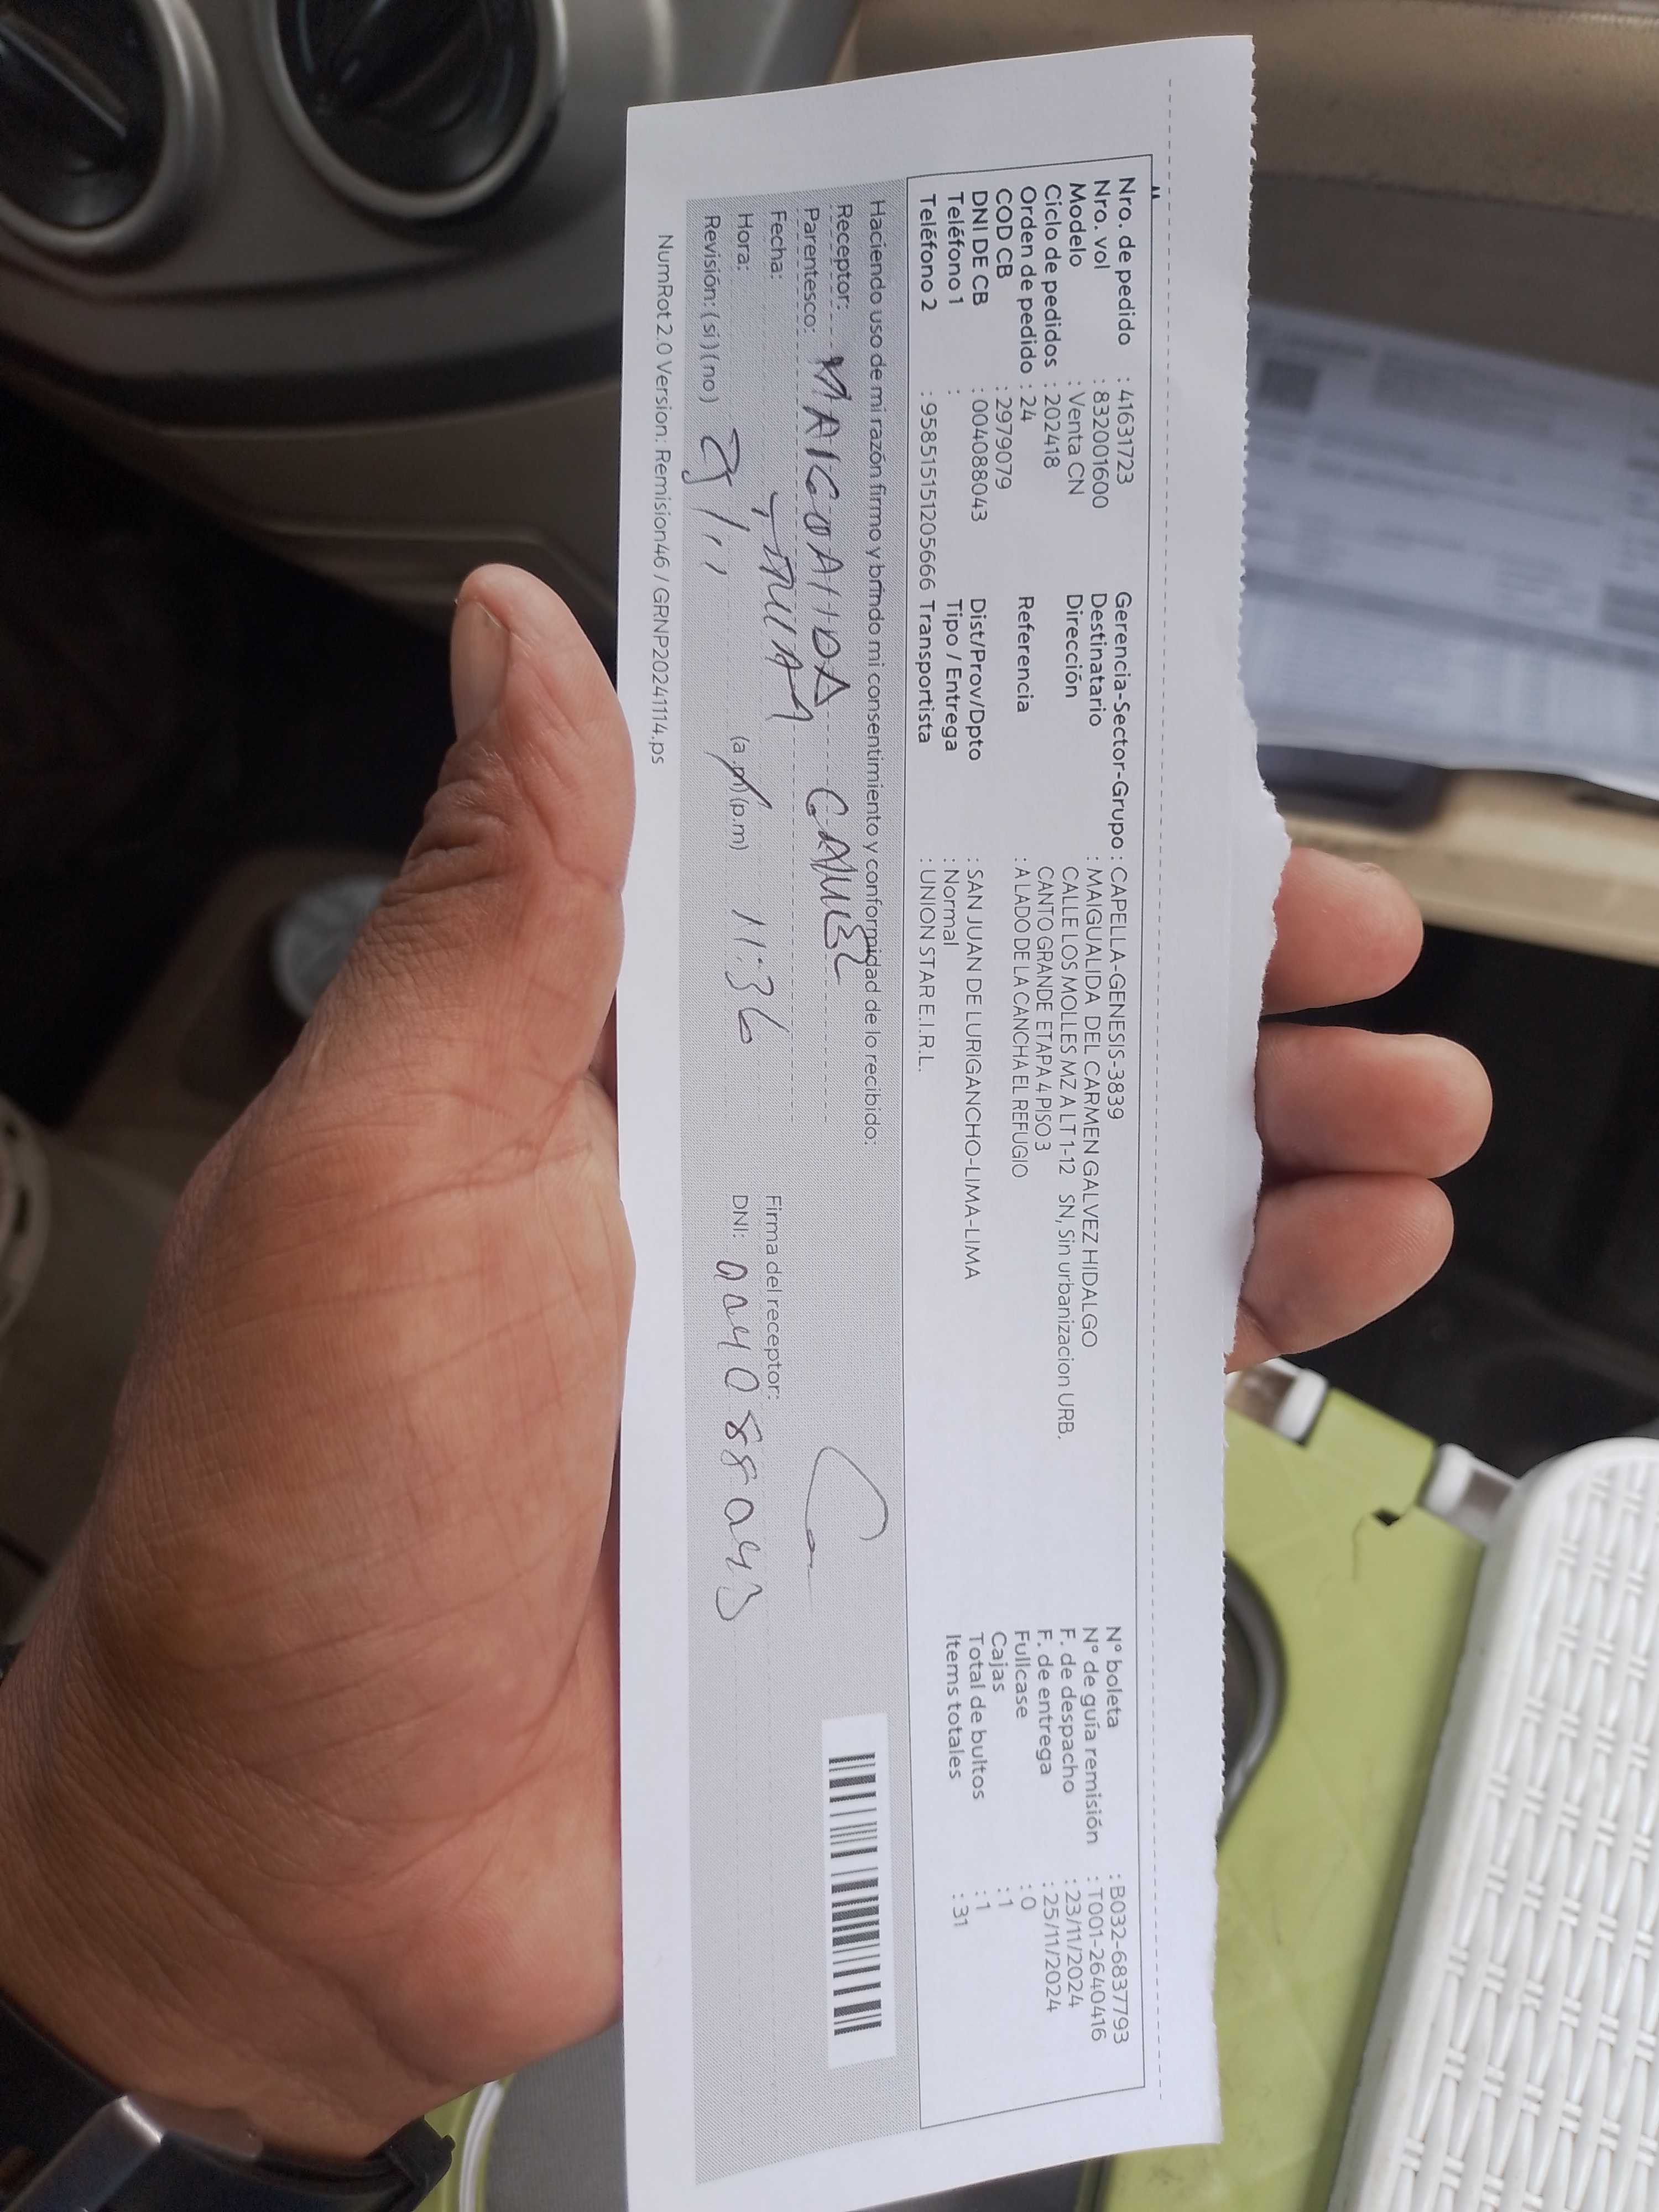 Nro. de pedido : 41631723 Gerencia-Sector-Grupo : CAPELLA-GENESIS-3839 N° boleta : B032-6837793
Nro. vol : 832001600 Destinatario : MAIGUALIDA DEL CARMEN GALVEZ HIDALGO N° de guía remisión : T001-2640416
Modelo : Venta CN Dirección CALLE LOS MOLLES MZ A LT 1-12 SN, Sin urbanizacion URB. F. de despacho : 23/11/2024
Ciclo de pedidos : 202418 CANTO GRANDE ETAPA 4 PISO 3 F. de entrega : 25/11/2024
Orden de pedido : 24 Referencia : A LADO DE LA CANCHA EL REFUGIO Fullcase : 0
COD CB : 2979079 Cajas : 1
DNI DE CB : 004088043 Dist/Prov/Dpto : SAN JUAN DE LURIGANCHO-LIMA-LIMA Total de bultos : 1
Teléfono 1 : Tipo / Entrega : Normal Items totales : 31
Teléfono 2 : 958515151205666 Transportista : UNION STAR E.I.R.L.
Haciendo uso de mi razón firmo y brindo mi consentimiento y conformidad de lo recibido:
Receptor:
Parentesco:
Fecha: Firma del receptor:
Hora: (a.m)(p.m) 11:36 DNI: 004088043
Revisión: (si)(no)
NumRot 2.0 Version: Remision46 / GRNP20241114.ps